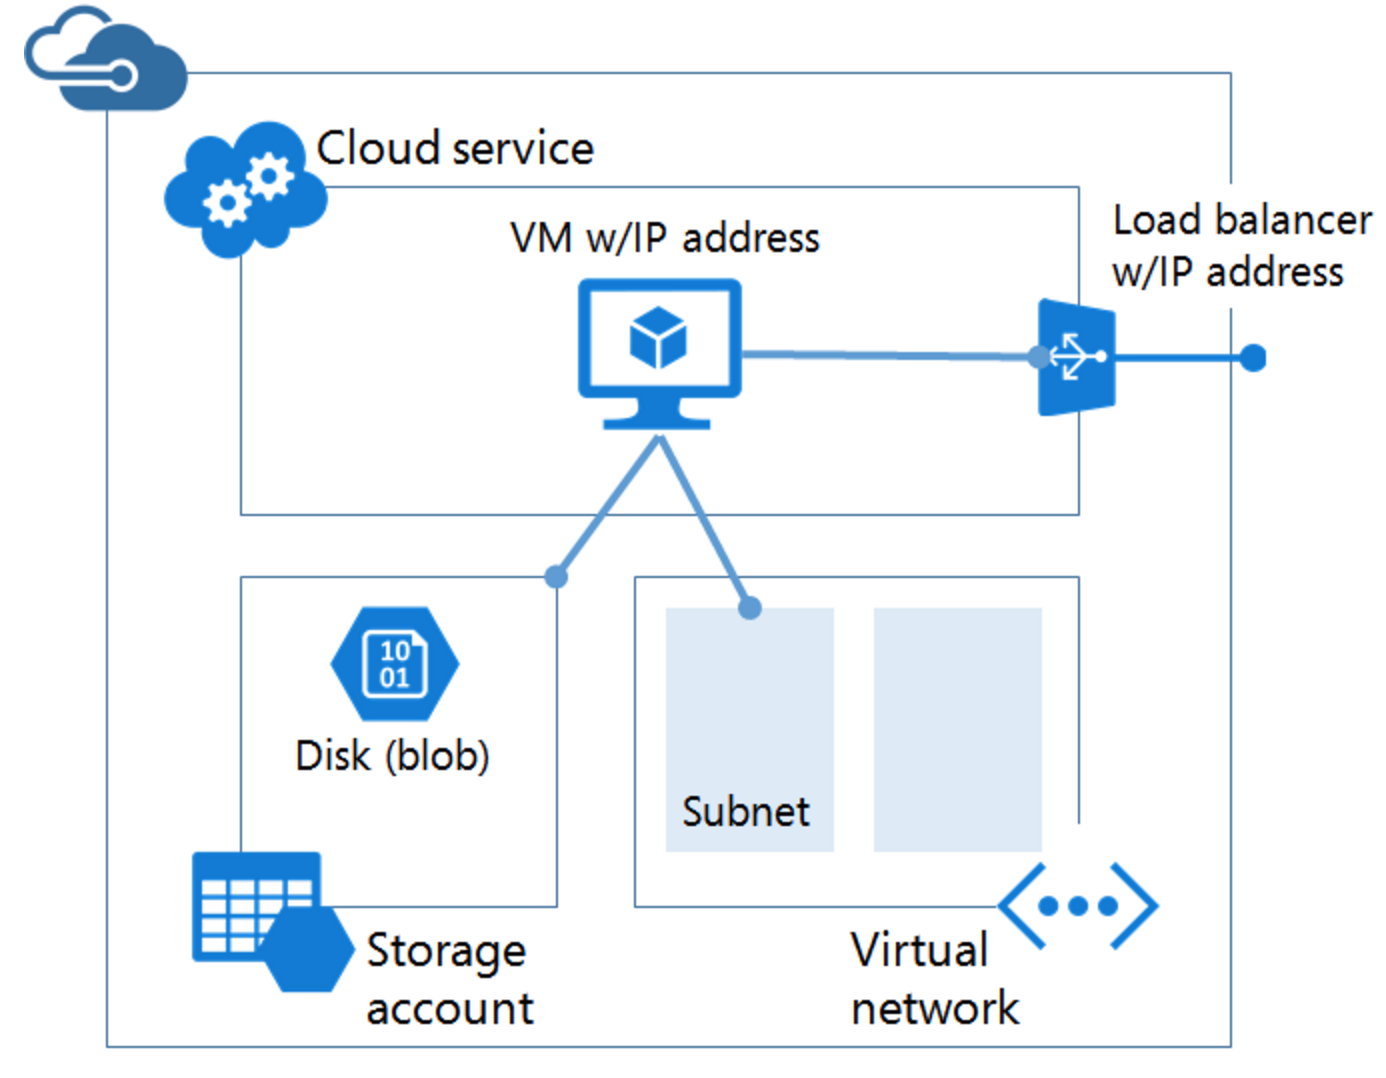 Cloud service
VM w/IP address
Load balancer
w/IP address
10
01
Disk (blob)
Subnet
Storage
account
Virtual
network